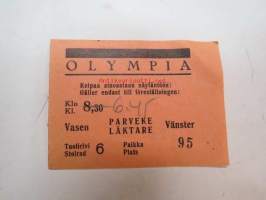 OLYMPIA
Kelpaa ainoastaan näytäntöön:
Gäller endast till föreställningen:
Klo
Kl. 8,30 – 6.45
Vasen PARVEKE Vänster
LÄKTARE
Tuolirivi 6 Paikka 95
Stolrad Plats